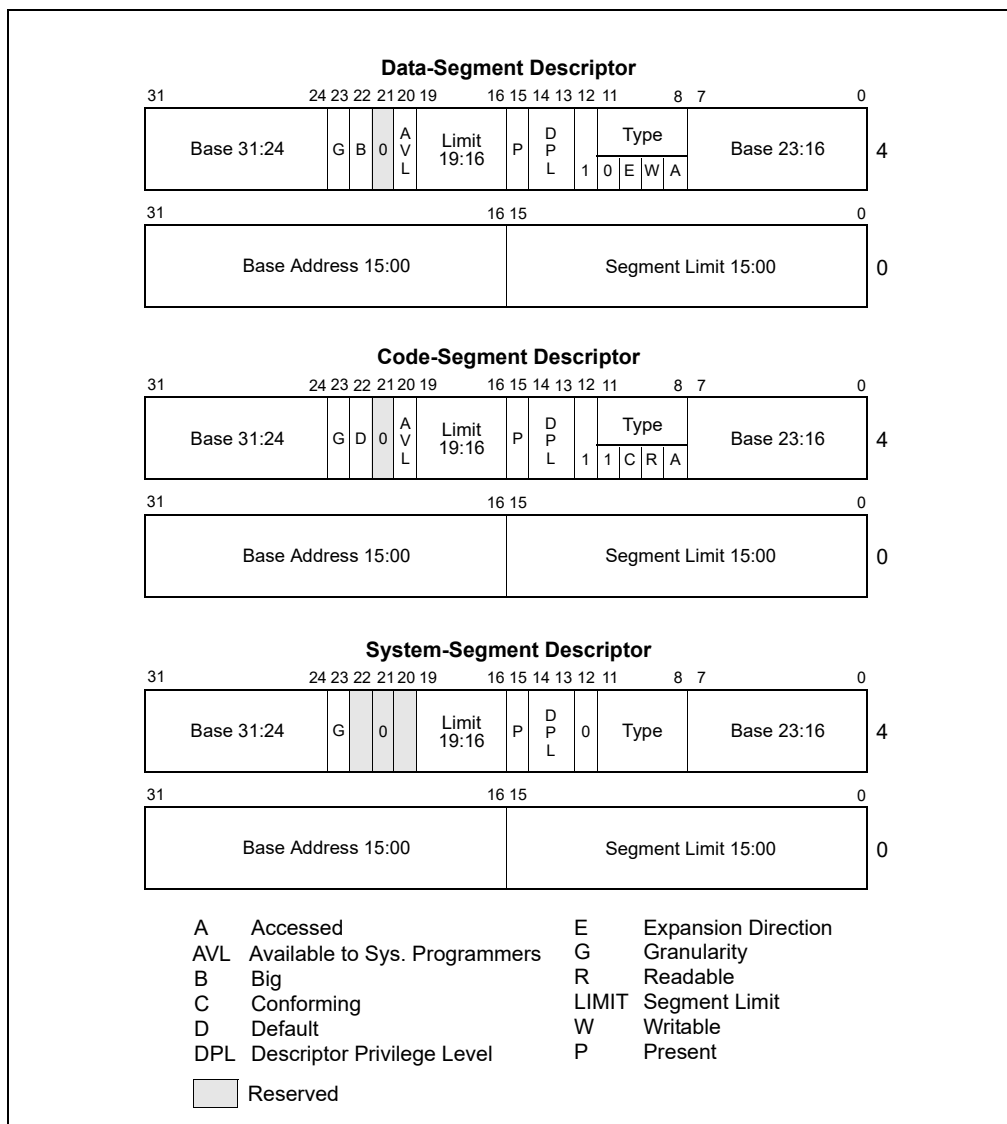 Data-Segment Descriptor
31 24 23 22 21 20 19 16 15 14 13 12 11 8 7 0
Base 31:24 G B 0 AVL Limit 19:16 P DPL 1 Type 0 E W A Base 23:16 4
31 16 15 0
Base Address 15:00 Segment Limit 15:00 0
Code-Segment Descriptor
31 24 23 22 21 20 19 16 15 14 13 12 11 8 7 0
Base 31:24 G D 0 AVL Limit 19:16 P DPL 1 Type 1 C R A Base 23:16 4
31 16 15 0
Base Address 15:00 Segment Limit 15:00 0
System-Segment Descriptor
31 24 23 22 21 20 19 16 15 14 13 12 11 8 7 0
Base 31:24 G 0 Limit 19:16 P DPL 0 Type Base 23:16 4
31 16 15 0
Base Address 15:00 Segment Limit 15:00 0
A Accessed
AVL Available to Sys. Programmers
B Big
C Conforming
D Default
DPL Descriptor Privilege Level
E Expansion Direction
G Granularity
R Readable
LIMIT Segment Limit
W Writable
P Present
Reserved